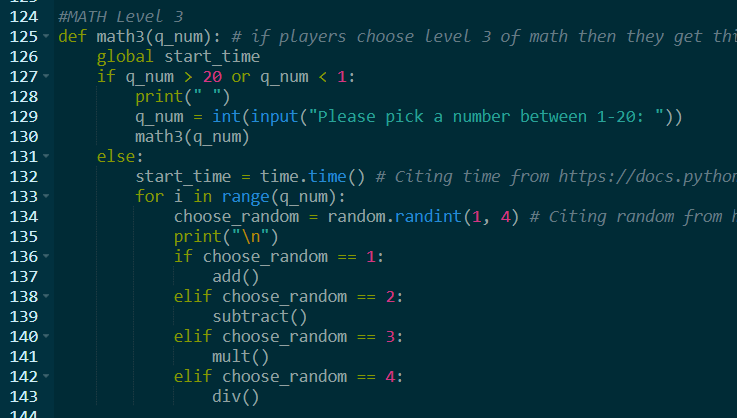 124 #MATH Level 3
125 def math3(q_num): # if players choose level 3 of math then they get
126 global start_time
127 if q_num > 20 or q_num < 1:
128 print(" ")
129 q_num = int(input("Please pick a number between 1-20: "))
130 math3(q_num)
131 else:
132 start_time = time.time() # Citing time from https://docs.python
133 for i in range(q_num):
134 choose_random = random.randint(1, 4) # Citing random from
135 print("\n")
136 if choose_random == 1:
137 add()
138 elif choose_random == 2:
139 subtract()
140 elif choose_random == 3:
141 mult()
142 elif choose_random == 4:
143 div()